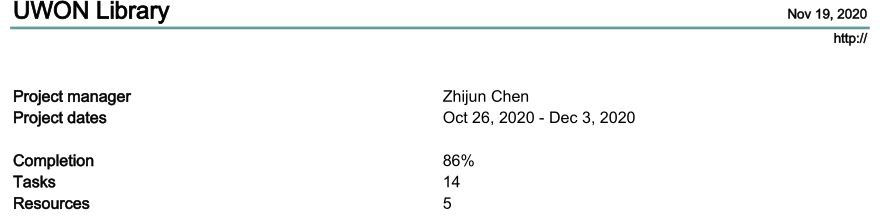 UWON Library Nov 19, 2020
http://
Project manager Zhijun Chen
Project dates Oct 26, 2020 - Dec 3, 2020
Completion 86%
Tasks 14
Resources 5